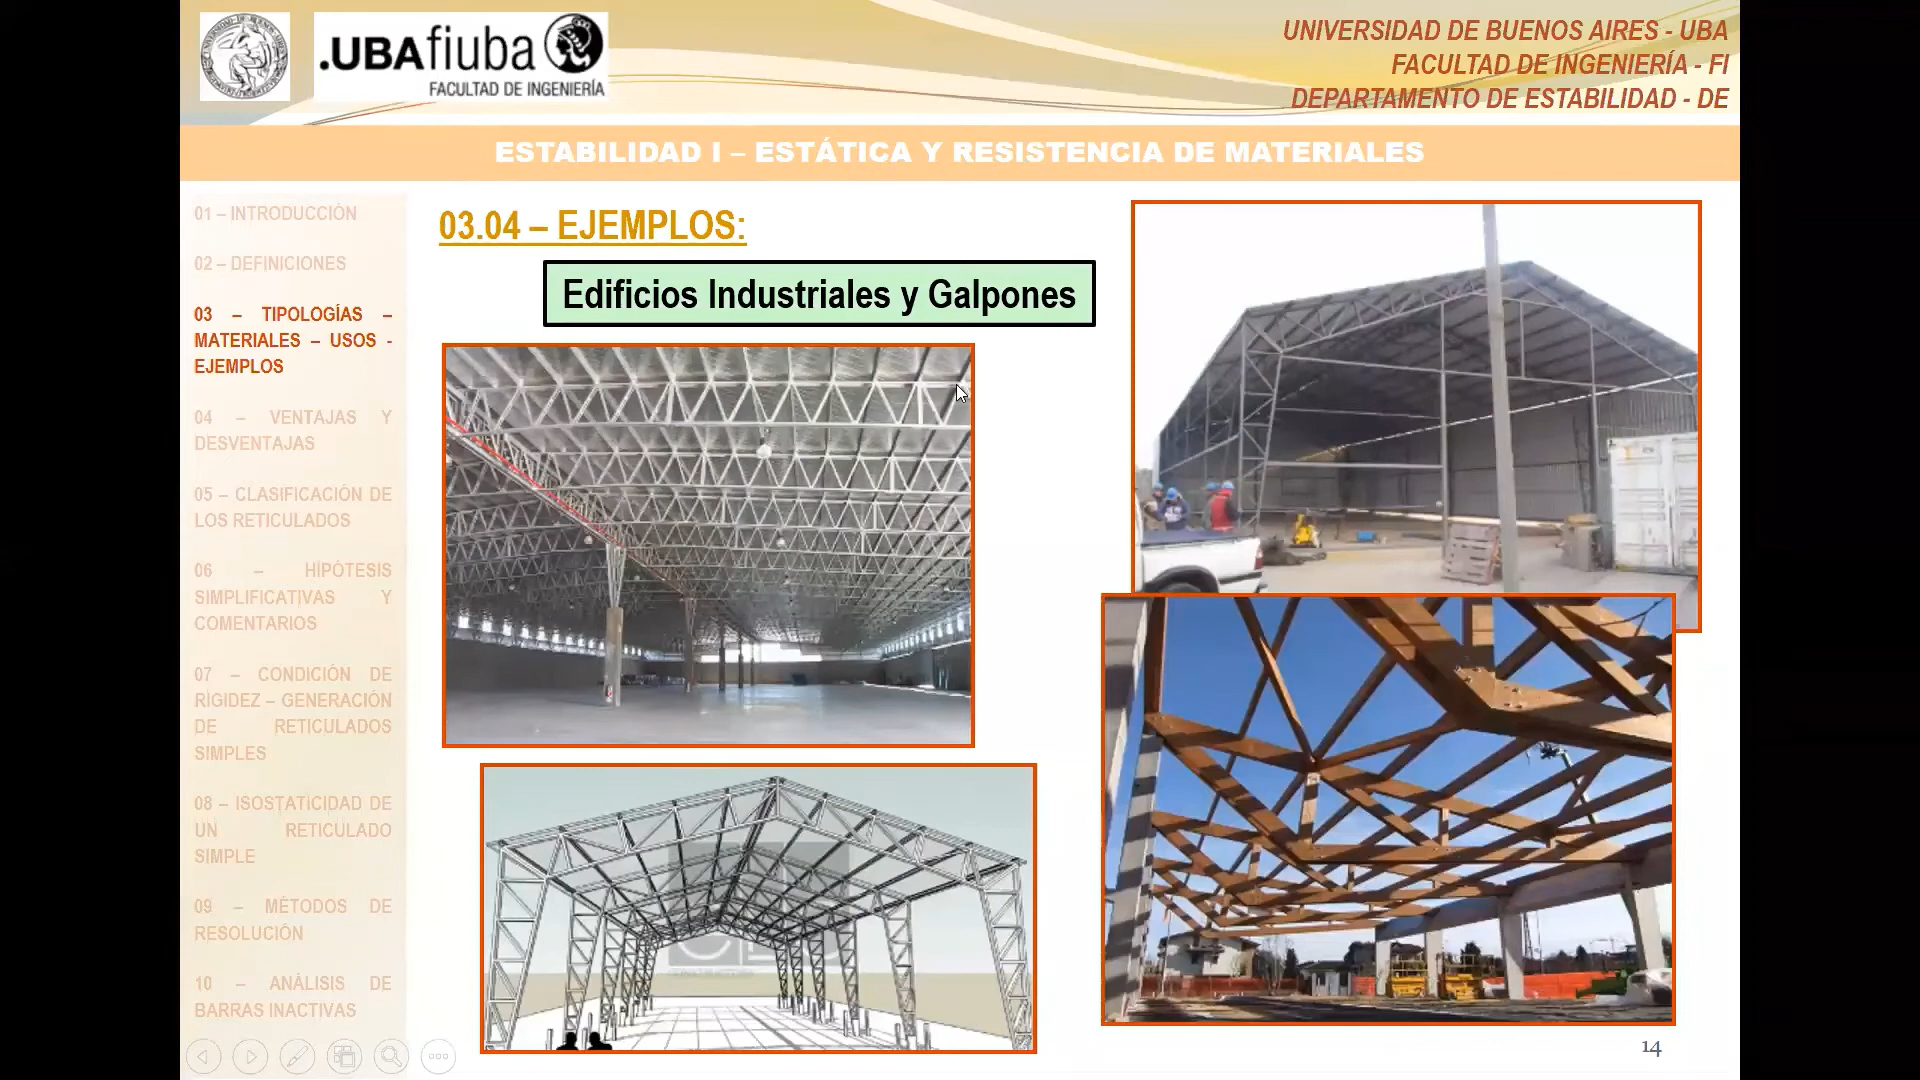 .UBAfiuba
FACULTAD DE INGENIERÍA
UNIVERSIDAD DE BUENOS AIRES - UBA
FACULTAD DE INGENIERÍA - FI
DEPARTAMENTO DE ESTABILIDAD - DE
ESTABILIDAD I – ESTÁTICA Y RESISTENCIA DE MATERIALES
01 – INTRODUCCIÓN
02 – DEFINICIONES
03 – TIPOLOGÍAS –
MATERIALES – USOS -
EJEMPLOS
04 – VENTAJAS Y
DESVENTAJAS
05 – CLASIFICACIÓN DE
LOS RETICULADOS
06 – HIPÓTESIS
SIMPLIFICATIVAS Y
COMENTARIOS
07 – CONDICIÓN DE
RIGIDEZ – GENERACIÓN
DE RETICULADOS
SIMPLES
08 – ISOSTATICIDAD DE
UN RETICULADO
SIMPLE
09 – MÉTODOS DE
RESOLUCIÓN
10 – ANÁLISIS DE
BARRAS INACTIVAS
03.04 – EJEMPLOS:
Edificios Industriales y Galpones
14